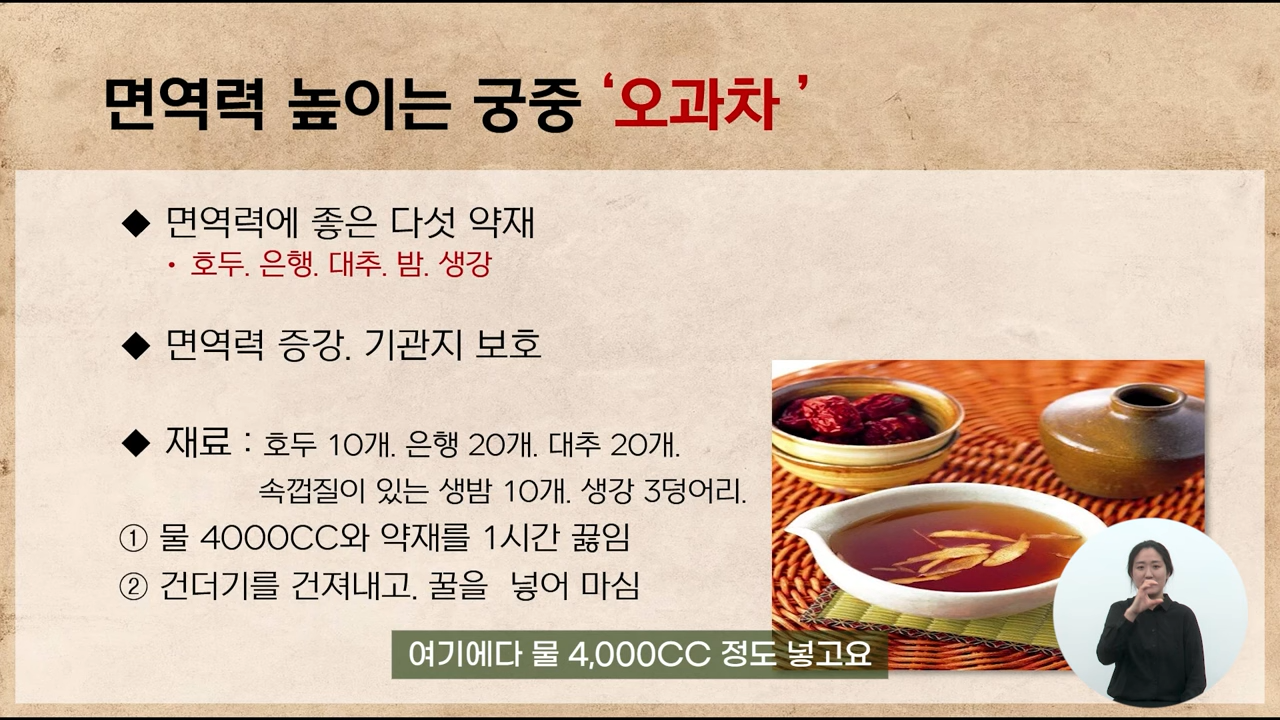 면역력 높이는 궁중 ‘오과차’
◆ 면역력에 좋은 다섯 약재
• 호두. 은행. 대추. 밤. 생강
◆ 면역력 증강. 기관지 보호
◆ 재료 : 호두 10개. 은행 20개. 대추 20개.
속껍질이 있는 생밤 10개. 생강 3덩어리.
① 물 4000CC와 약재를 1시간 끓임
② 건더기를 건져내고. 꿀을 넣어 마심
여기에다 물 4,000CC 정도 넣고요